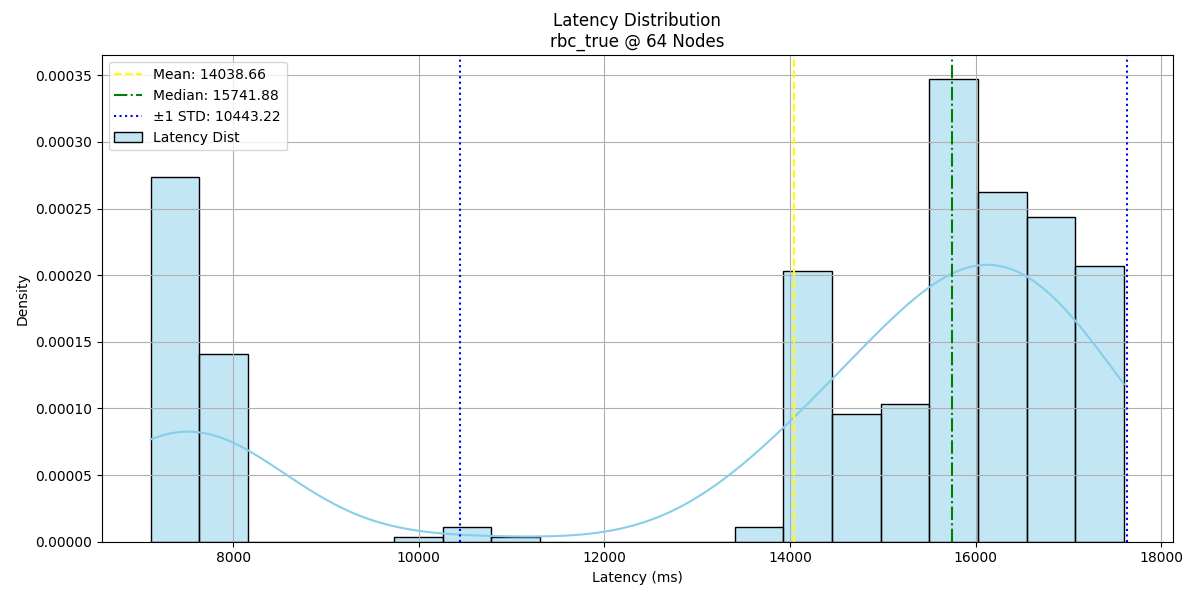 Latency Distribution
rbc_true @ 64 Nodes
Mean: 14038.66
Median: 15741.88
±1 STD: 10443.22
Latency Dist
Density
0.00035
0.00030
0.00025
0.00020
0.00015
0.00010
0.00005
0.00000
8000
10000
12000
14000
16000
18000
Latency (ms)